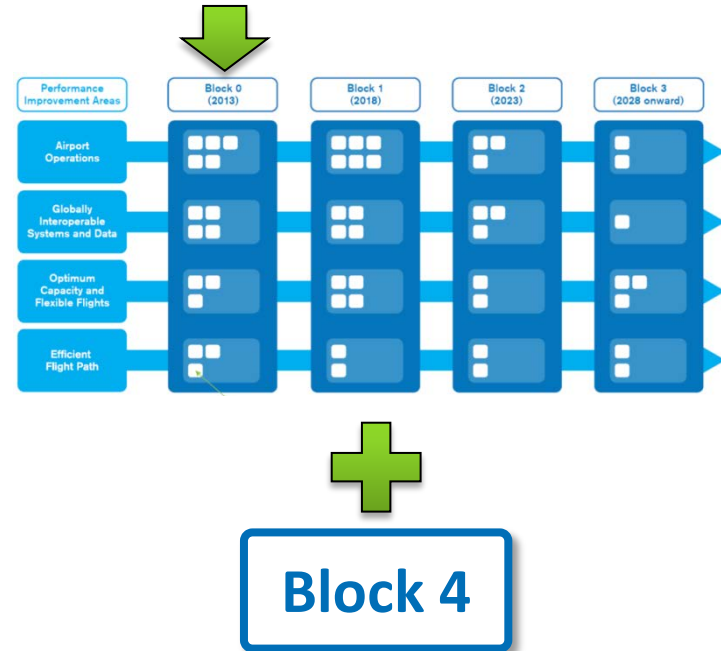 Performance
Improvement Areas
Block 0
(2013)
Block 1
(2018)
Block 2
(2023)
Block 3
(2028 onward)
Airport
Operations
Globally
Interoperable
Systems and Data
Optimum
Capacity and
Flexible Flights
Efficient
Flight Path
Block 4